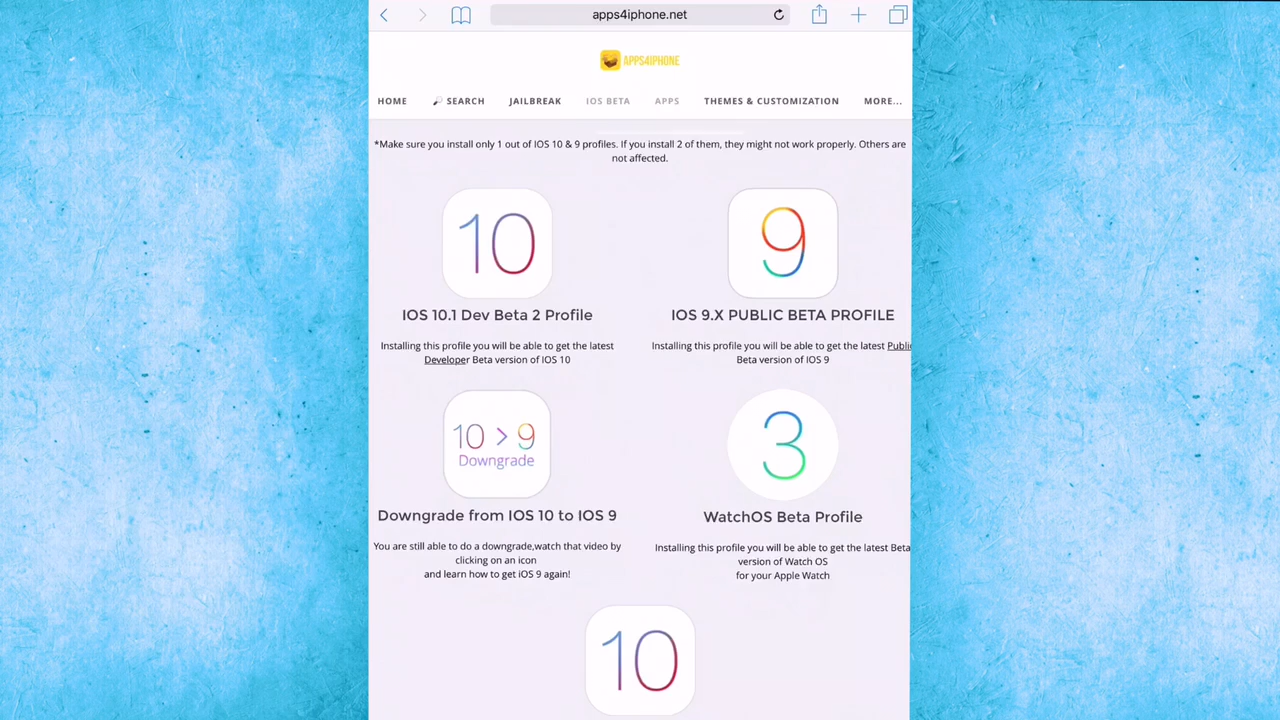 apps4iphone.net
APPS4IPHONE
HOME SEARCH JAILBREAK IOS BETA APPS THEMES & CUSTOMIZATION MORE...
*Make sure you install only 1 out of IOS 10 & 9 profiles. If you install 2 of them, they might not work properly. Others are
not affected.
10
IOS 10.1 Dev Beta 2 Profile
Installing this profile you will be able to get the latest
Developer Beta version of IOS 10
9
IOS 9.X PUBLIC BETA PROFILE
Installing this profile you will be able to get the latest Public
Beta version of IOS 9
10 > 9
Downgrade
Downgrade from IOS 10 to IOS 9
You are still able to do a downgrade,watch that video by
clicking on an icon
and learn how to get iOS 9 again!
3
WatchOS Beta Profile
Installing this profile you will be able to get the latest Beta
version of Watch OS
for your Apple Watch
10